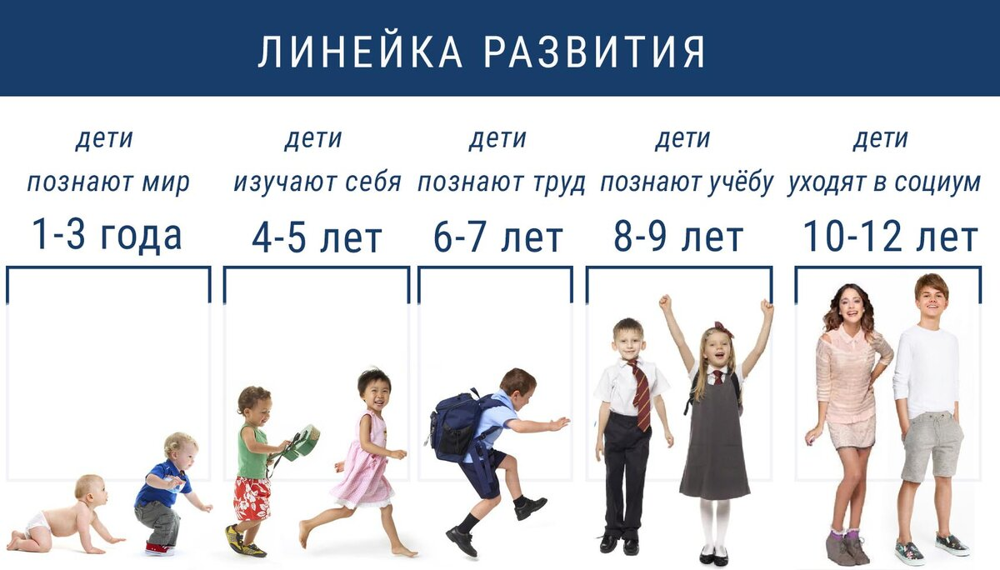 ЛИНЕЙКА РАЗВИТИЯ
дети
познают мир
1-3 года
дети
изучают себя
4-5 лет
дети
познают труд
6-7 лет
дети
познают учёбу
8-9 лет
дети
уходят в социум
10-12 лет